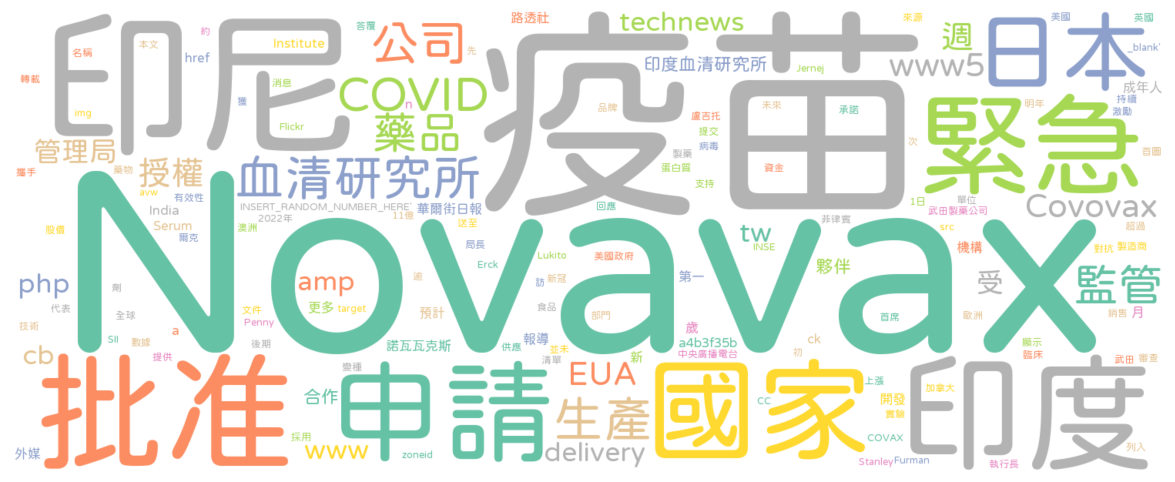 路透社 technews 來源 美國 英國
答覆 約 先
名稱 本文 公司 週 日本 _blank'
印尼 href Institute 疫苗 印度血清研究所 www5 成年人
轉載 消息 獲 COVID n Jernej 持續
img Flickr 藥品 品牌 未來 承諾 緊急 明年 激勵
盧吉托 提交 病毒 次
管理局 製藥 首圖
攜手 藥物 授權 血清研究所 蛋白質 資金
avw 有效性 支持
INSERT_RANDOM_NUMBER_HERE' 華爾街日報 回應 1日 單位 Covovax
India 2022年 11億 菲律賓 武田製藥公司
股價 Serum 澳洲 送至 src 超過
爾克 Novavax tw
局長 Lukito 美國政府 INSE 機構 對抗 製造商
php amp Erck 訪 新冠 第一 夥伴 受 監管
劑 代表 全球 更多 target 逾 預計 食品 a4b3f35b 銷售 月
技術 a 文件 Penny 部門 歲 首席 歐洲
SII 數據 後期 諾瓦瓦克斯 供應 報導 並未 新 中央廣播電台 ck 顯示
cb 提供 變種 清單 初 臨床 武田 審查
批准 申請 EUA 國家 上漲 印度
合作 cc 加拿大
採用 生產 開發 實驗
外媒 www zoneid delivery COVAX 列入
Stanley Furman 執行長